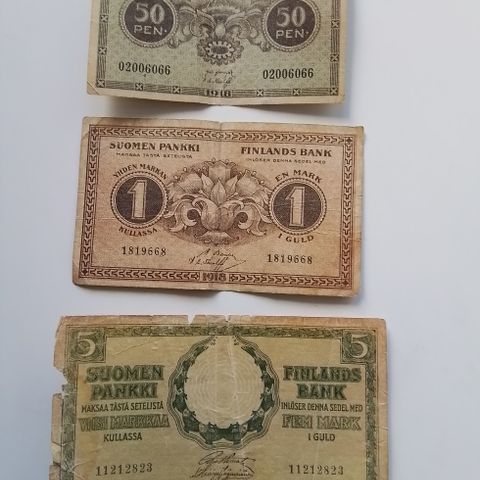 50 50
PEN. PEN.
02006066 02006066
1918
SUOMEN PANKKI FINLANDS BANK
MAKSAA TÄSTÄ SETELISTÄ INLÖSER DENNA SEDEL MED
YHDEN MARKAN EN MARK
1 1
KULLASSA I GULD
1819668 1819668
1918
5 5
SUOMEN FINLANDS
PANKKI BANK
MAKSAA TÄSTÄ SETELISTÄ INLÖSER DENNA SEDEL MED
VIISI MARKKAA FEM MARK
KULLASSA I GULD
11212823 11212823